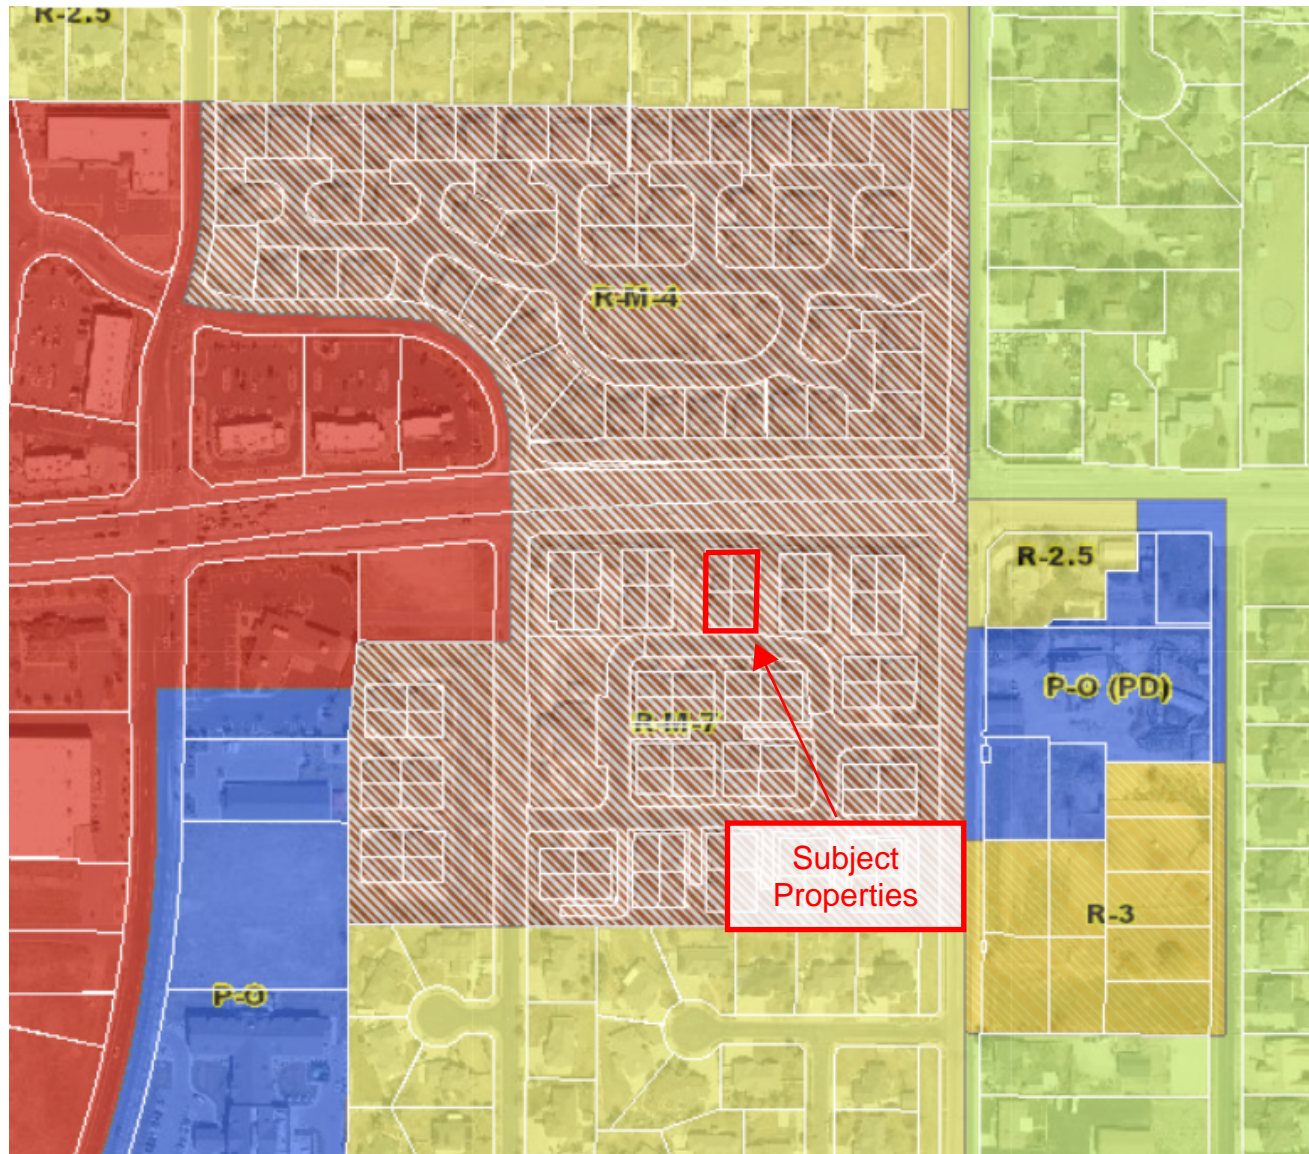 R-2.5
R-M-4
R-2.5
P-O (PD)
R-M-7
Subject
Properties
R-3
P-O